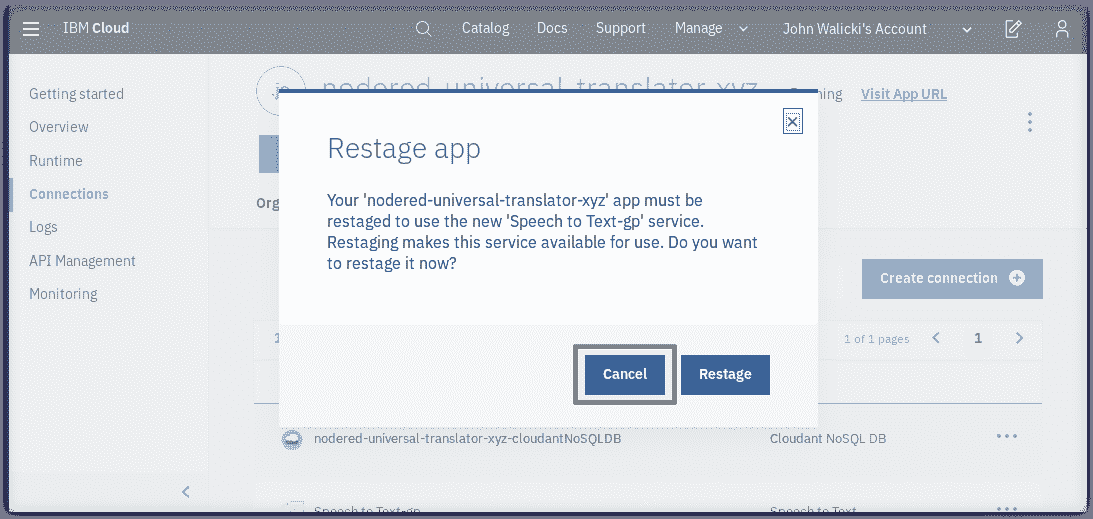 IBM Cloud
Catalog
Docs
Support
Manage
John Walicki's Account
Getting started
Overview
Runtime
Connections
Logs
API Management
Monitoring
nodered-universal-translator-xyz
Visit App URL
Restage app
Your 'nodered-universal-translator-xyz' app must be
restaged to use the new 'Speech to Text-gp' service.
Restaging makes this service available for use. Do you want
to restage it now?
Cancel
Restage
Create connection
1 of 1 pages
1
nodered-universal-translator-xyz-cloudantNoSQLDB
Cloudant NoSQL DB
Speech to Text-gp
Speech to Text